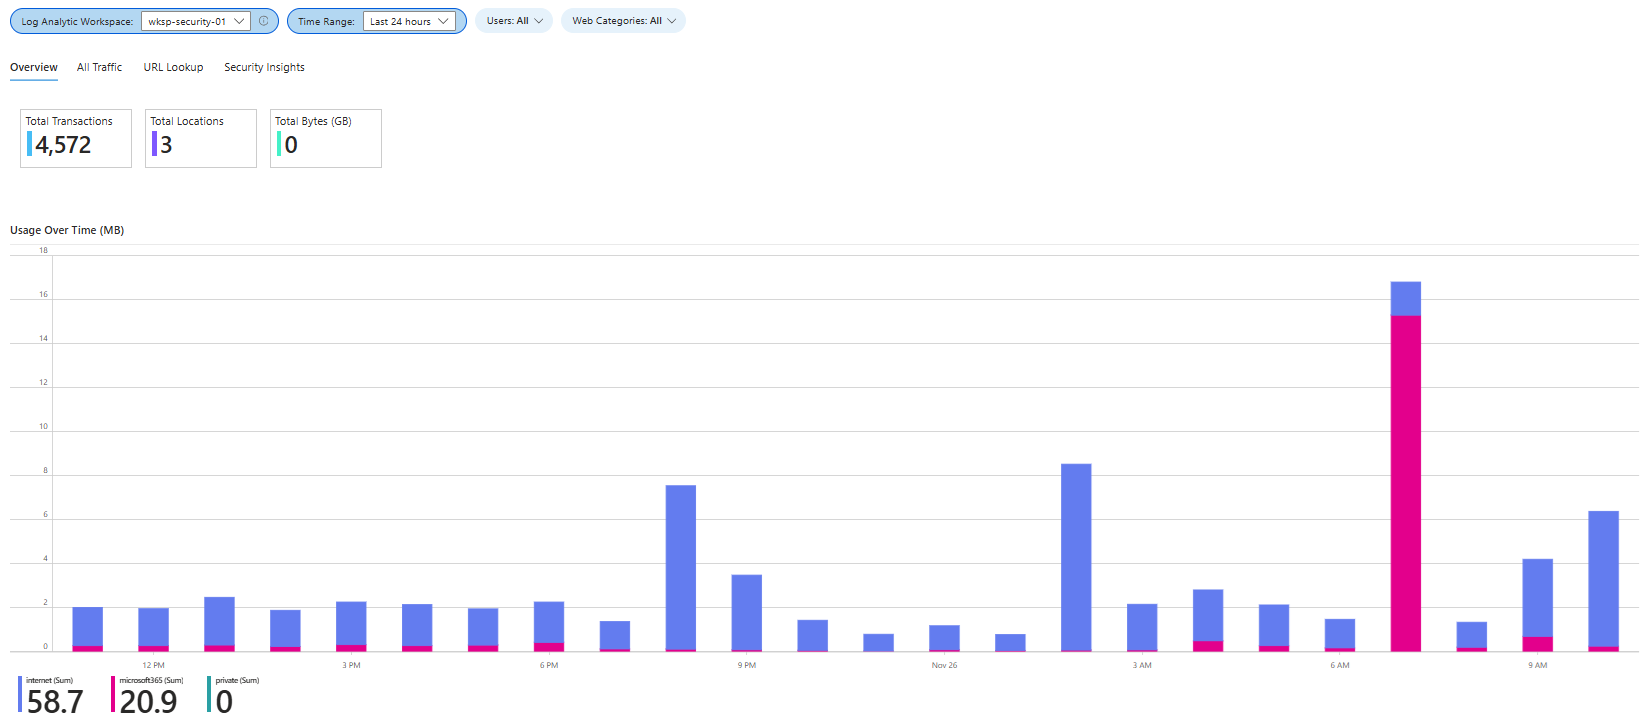 Log Analytic Workspace: wksp-security-01 Time Range: Last 24 hours Users: All Web Categories: All
Overview All Traffic URL Lookup Security Insights
Total Transactions Total Locations Total Bytes (GB)
4,572 3 0
Usage Over Time (MB)
18
16
14
12
10
8
6
4
2
0
12 PM 3 PM 6 PM 9 PM Nov 26 3 AM 6 AM 9 AM
internet (Sum) microsoft365 (Sum) private (Sum)
58.7 20.9 0